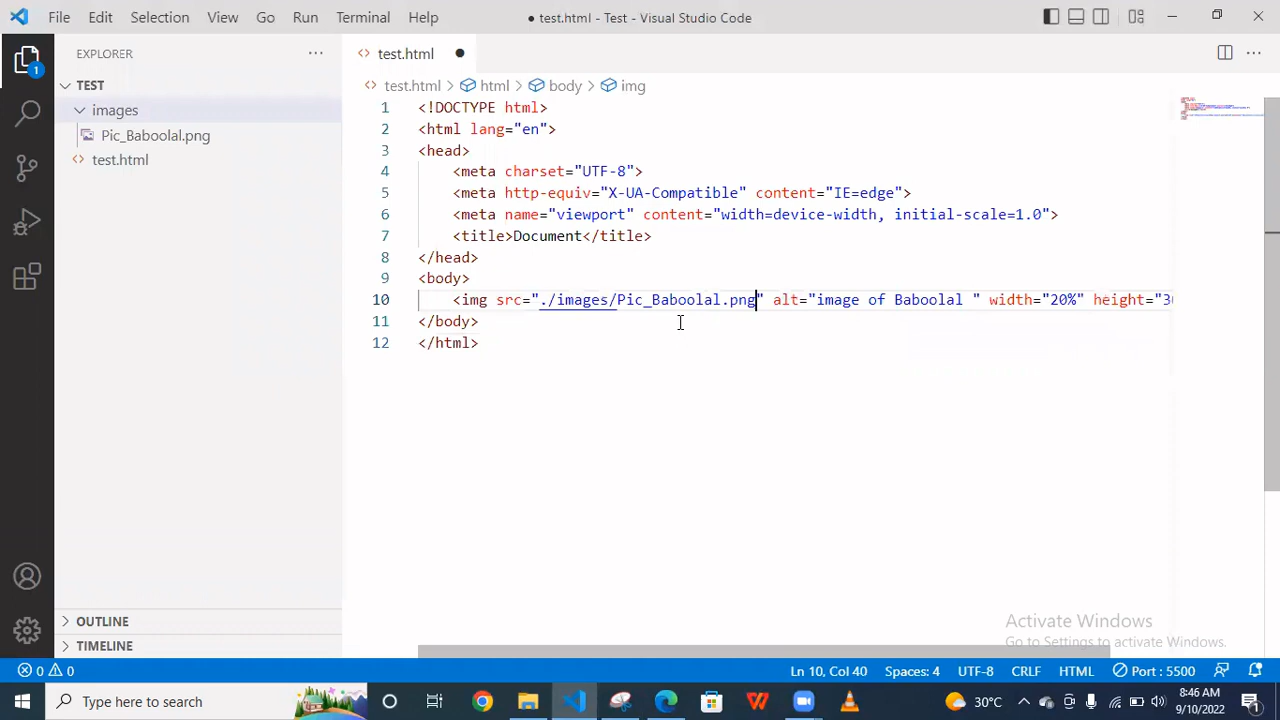 File Edit Selection View Go Run Terminal Help
● test.html - Test - Visual Studio Code
EXPLORER
TEST
images
Pic_Baboolal.png
test.html
OUTLINE
TIMELINE
test.html
test.html > html > body > img
1 <!DOCTYPE html>
2 <html lang="en">
3 <head>
4 <meta charset="UTF-8">
5 <meta http-equiv="X-UA-Compatible" content="IE=edge">
6 <meta name="viewport" content="width=device-width, initial-scale=1.0">
7 <title>Document</title>
8 </head>
9 <body>
10 <img src="./images/Pic_Baboolal.png" alt="image of Baboolal " width="20%" height="30
11 </body>
12 </html>
Activate Windows
Go to Settings to activate Windows.
0 0 Ln 10, Col 40 Spaces: 4 UTF-8 CRLF HTML Port : 5500
Type here to search
30°C
8:46 AM
9/10/2022
1
1